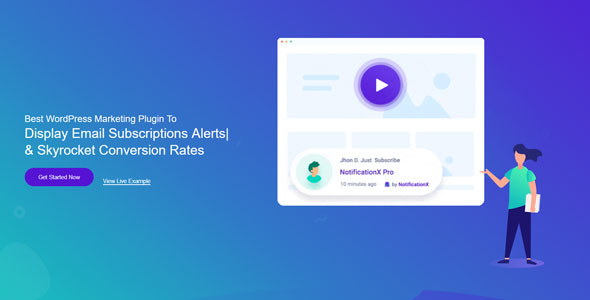 Best WordPress Marketing Plugin To
Display Email Subscriptions Alerts|
& Skyrocket Conversion Rates
Get Started Now
View Live Example
Jhon D. Just Subscribe
NotificationX Pro
10 minutes ago
by NotificationX